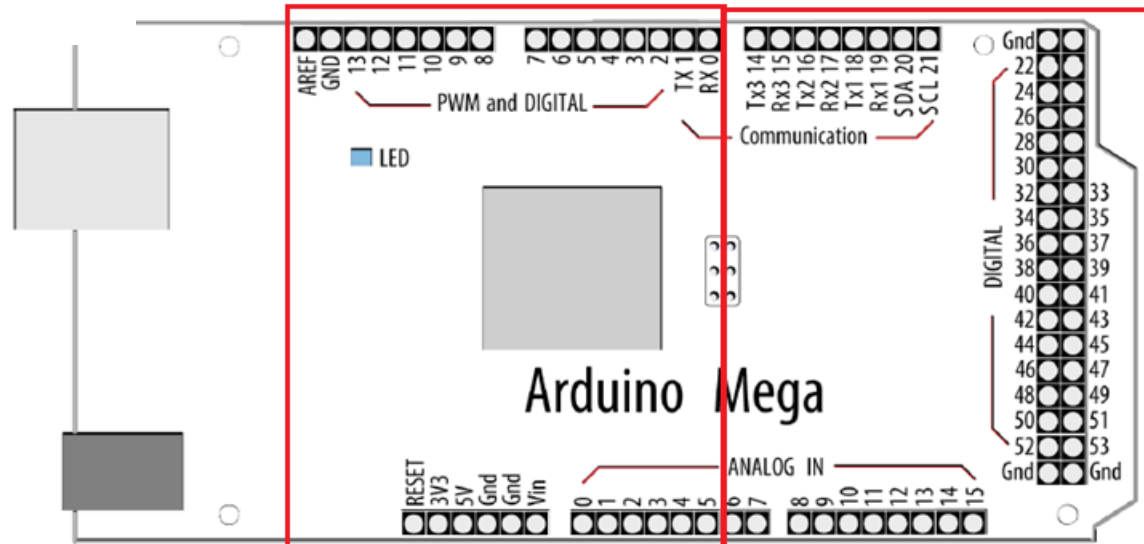 AREF
GND
13
12
11
10
9
8
7
6
5
4
3
2
TX 1
RX 0
Tx3 14
Rx3 15
Tx2 16
Rx2 17
Tx1 18
Rx1 19
SDA 20
SCL 21
PWM and DIGITAL
Communication
LED
Gnd
22
24
26
28
30
32 33
34 35
36 37
38 39
40 41
42 43
44 45
46 47
48 49
50 51
52 53
Gnd Gnd
DIGITAL
Arduino Mega
ANALOG IN
RESET
3V3
5V
Gnd
Gnd
Vin
0
1
2
3
4
5
6
7
8
9
10
11
12
13
14
15